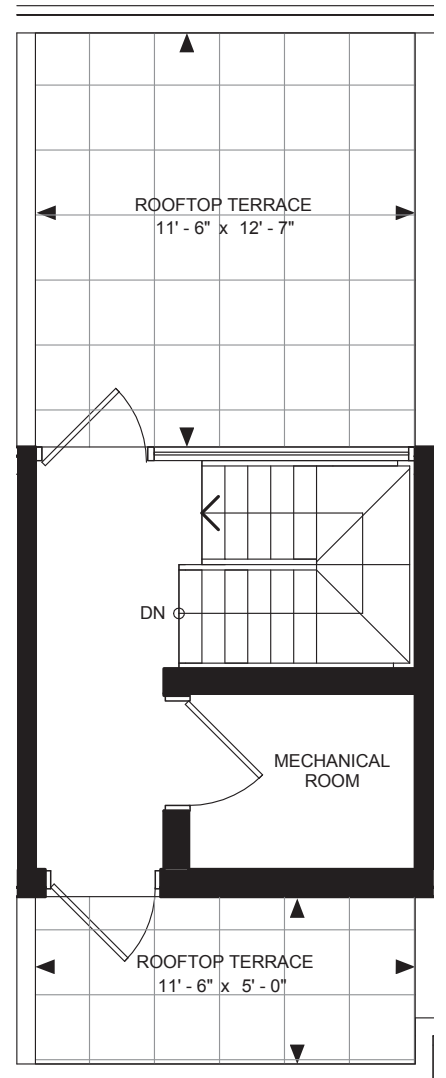 ROOFTOP TERRACE
11' - 6" x 12' - 7"
DN
MECHANICAL
ROOM
ROOFTOP TERRACE
11' - 6" x 5' - 0"